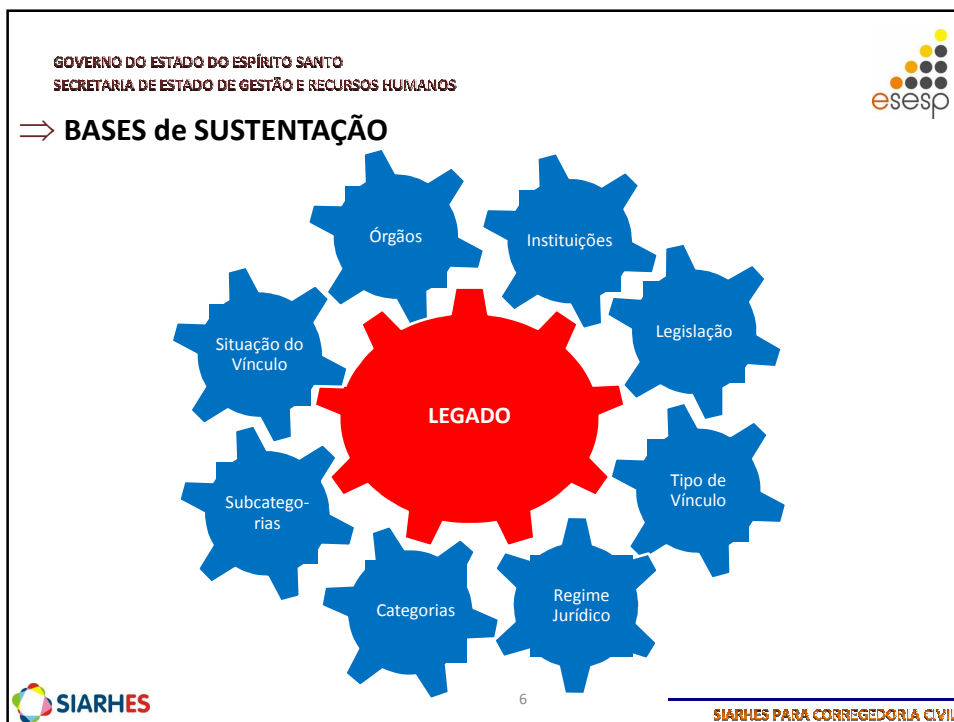 GOVERNO DO ESTADO DO ESPÍRITO SANTO
SECRETARIA DE ESTADO DE GESTÃO E RECURSOS HUMANOS
esesp
⇒ BASES de SUSTENTAÇÃO
Órgãos
Instituições
Legislação
Situação do
Vínculo
LEGADO
Tipo de
Vínculo
Subcatego-
rias
Categorias
Regime
Jurídico
SIARHES
6
SIARHES PARA CORREGEDORIA CIVIL